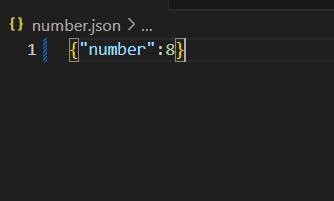 {} number.json > ...
1 {"number":8}